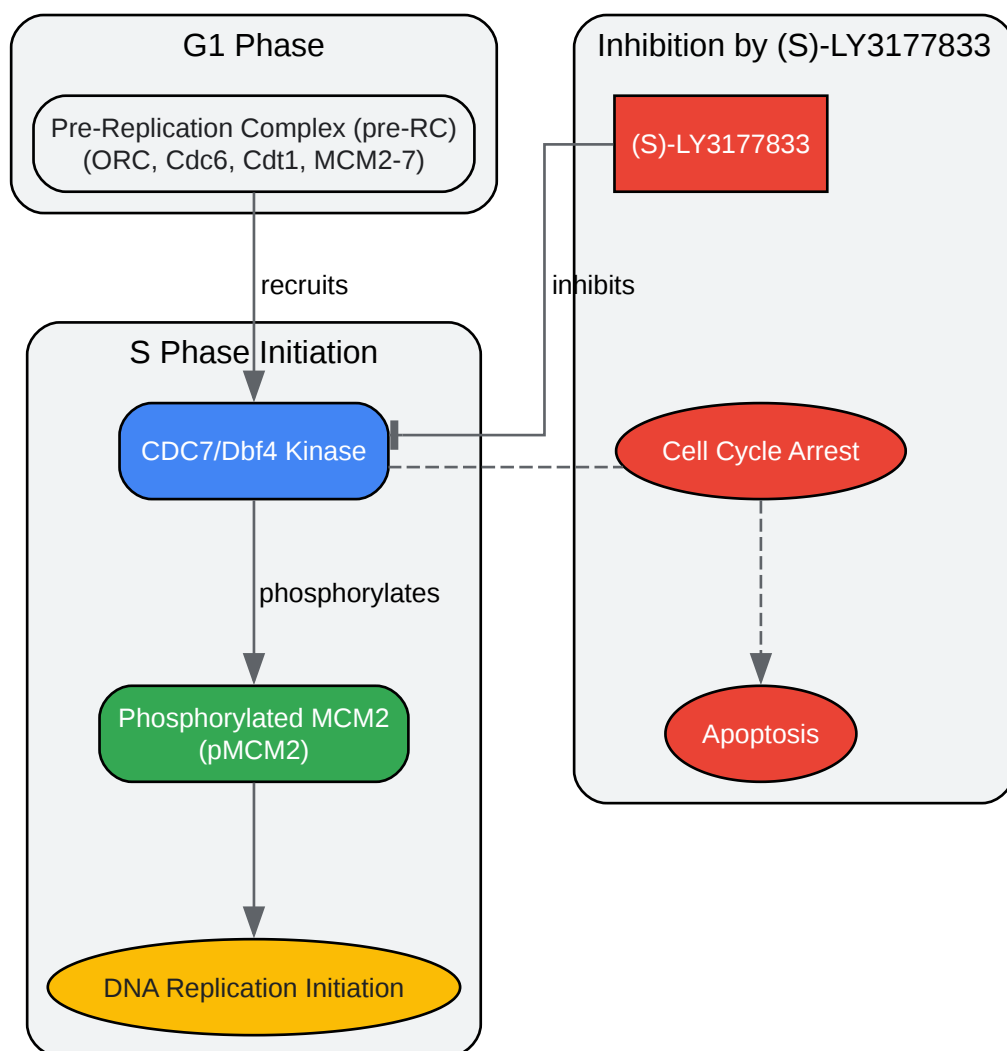 G1 Phase
Pre-Replication Complex (pre-RC)
(ORC, Cdc6, Cdt1, MCM2-7)
recruits
S Phase Initiation
CDC7/Dbf4 Kinase
phosphorylates
Phosphorylated MCM2
(pMCM2)
DNA Replication Initiation
Inhibition by (S)-LY3177833
(S)-LY3177833
inhibits
Cell Cycle Arrest
Apoptosis